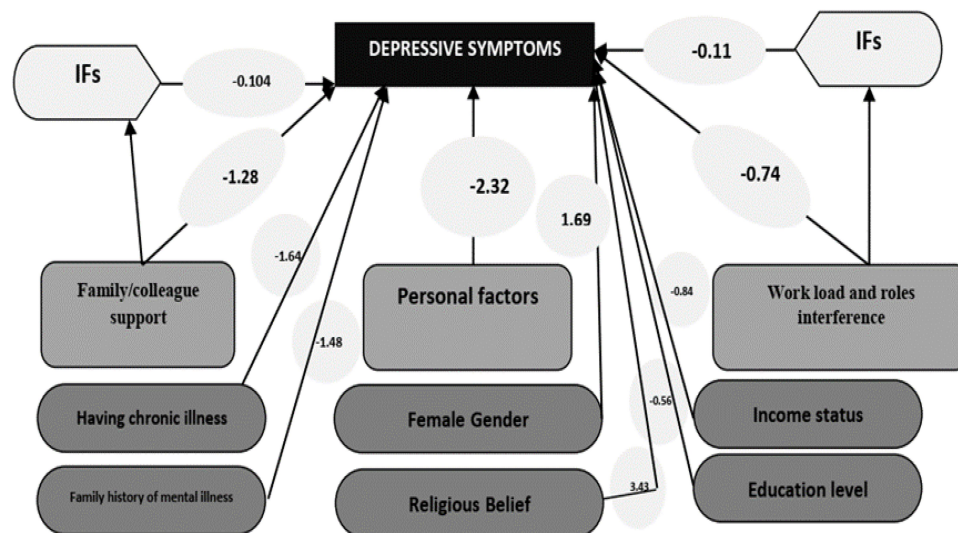 DEPRESSIVE SYMPTOMS
IFs
IFs
-0.104
-0.11
-1.28
-2.32
-0.74
1.69
-1.64
-0.84
-1.48
-0.56
3.43
Family/colleague
support
Personal factors
Work load and roles
interference
Having chronic illness
Female Gender
Income status
Family history of mental illness
Religious Belief
Education level